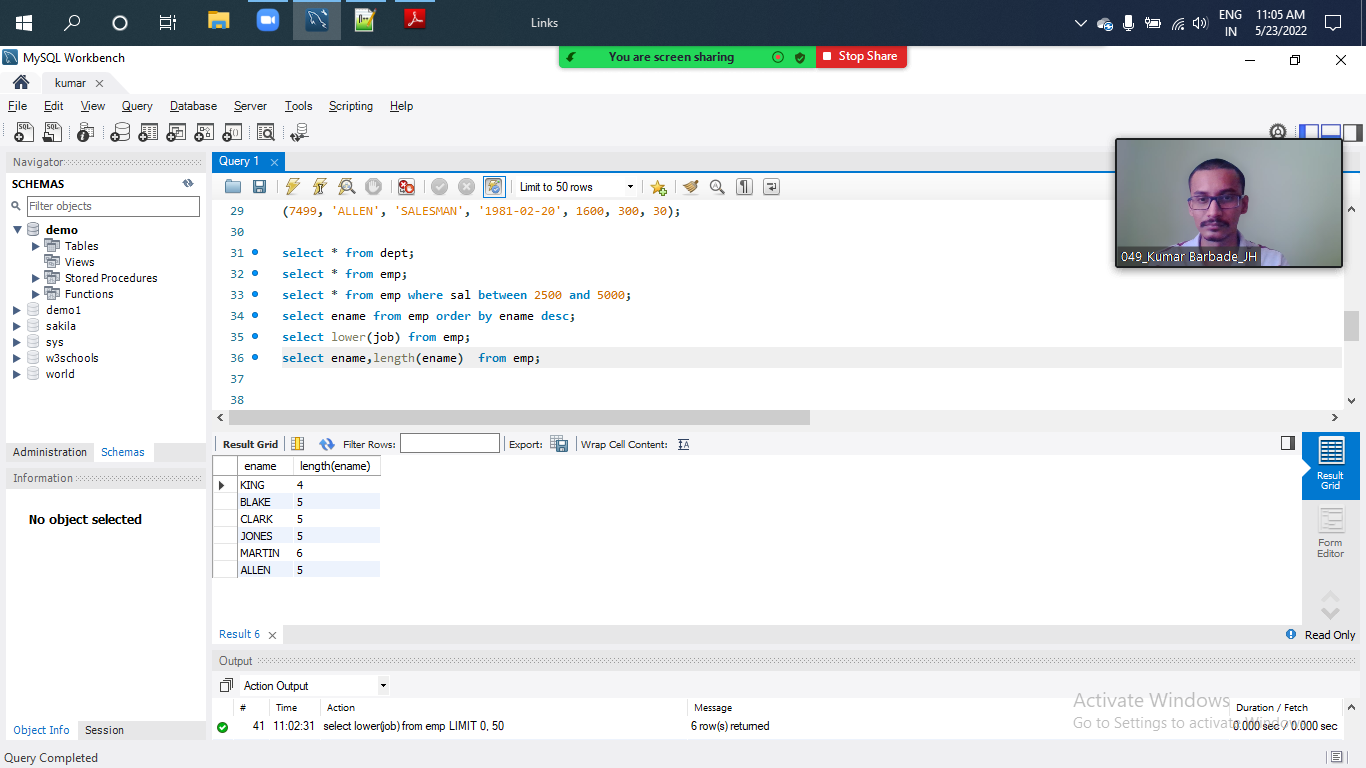 Links
ENG
IN
11:05 AM
5/23/2022
MySQL Workbench
You are screen sharing
Stop Share
kumar
File Edit View Query Database Server Tools Scripting Help
Navigator
SCHEMAS
Filter objects
demo
Tables
Views
Stored Procedures
Functions
demo1
sakila
sys
w3schools
world
Administration Schemas
Information
No object selected
Object Info Session
Query 1
Limit to 50 rows
29 (7499, 'ALLEN', 'SALESMAN', '1981-02-20', 1600, 300, 30);
30
31 select * from dept;
32 select * from emp;
33 select * from emp where sal between 2500 and 5000;
34 select ename from emp order by ename desc;
35 select lower(job) from emp;
36 select ename,length(ename)  from emp;
37
38
049_Kumar Barbade_JH
Result Grid Filter Rows: Export: Wrap Cell Content:
ename length(ename)
KING 4
BLAKE 5
CLARK 5
JONES 5
MARTIN 6
ALLEN 5
Result
Grid
Form
Editor
Result 6
Read Only
Output
Action Output
# Time Action Message Duration / Fetch
41 11:02:31 select lower(job) from emp LIMIT 0, 50 6 row(s) returned 0.000 sec / 0.000 sec
Activate Windows
Go to Settings to activate Windows.
Query Completed